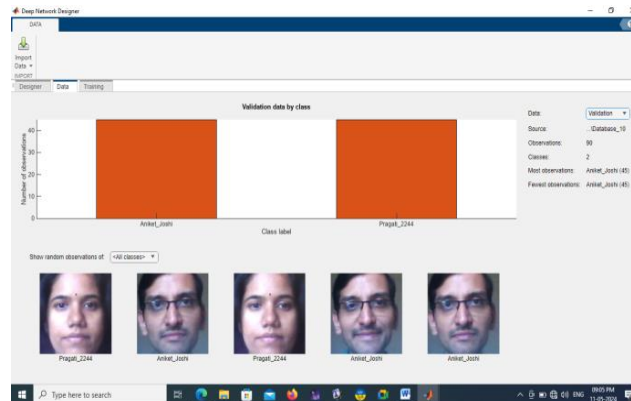 Deep Network Designer
DATA
Import
Data
IMPORT
Designer Data Training
Validation data by class
Number of observations
40
30
20
10
0
Aniket_Joshi Pragati_2244
Class label
Data: Validation
Source: ...\Database_10
Observations: 90
Classes: 2
Most observations: Aniket_Joshi (45)
Fewest observations: Aniket_Joshi (45)
Show random observations of <All classes>
Pragati_2244 Aniket_Joshi Pragati_2244 Aniket_Joshi Aniket_Joshi
Type here to search
ENG
09:05 PM
11-05-2024